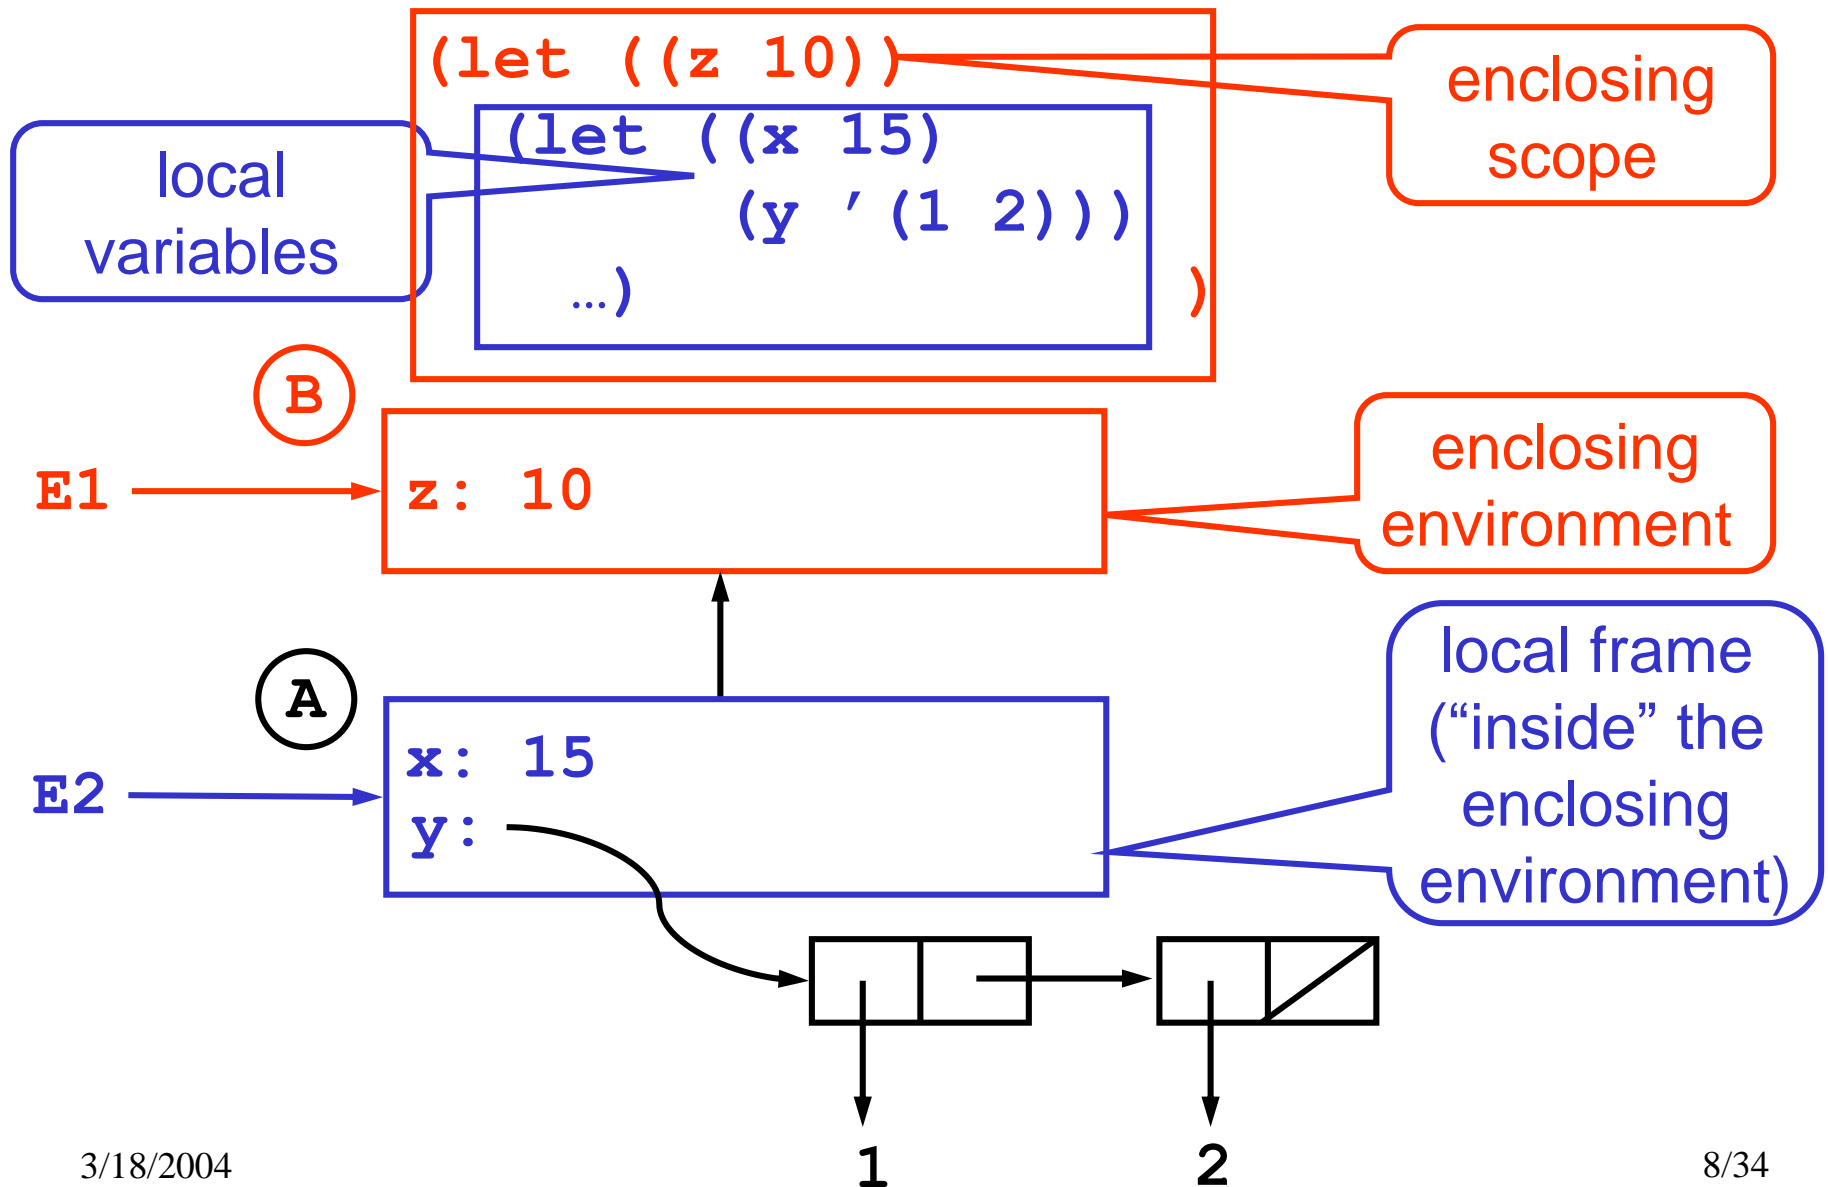 (let ((z 10))
(let ((x 15)
(y ’(1 2)))
…) )
enclosing
scope
local
variables
B
E1
z: 10
enclosing
environment
A
E2
x: 15
y:
local frame
(“inside” the
enclosing
environment)
1
2
3/18/2004
8/34